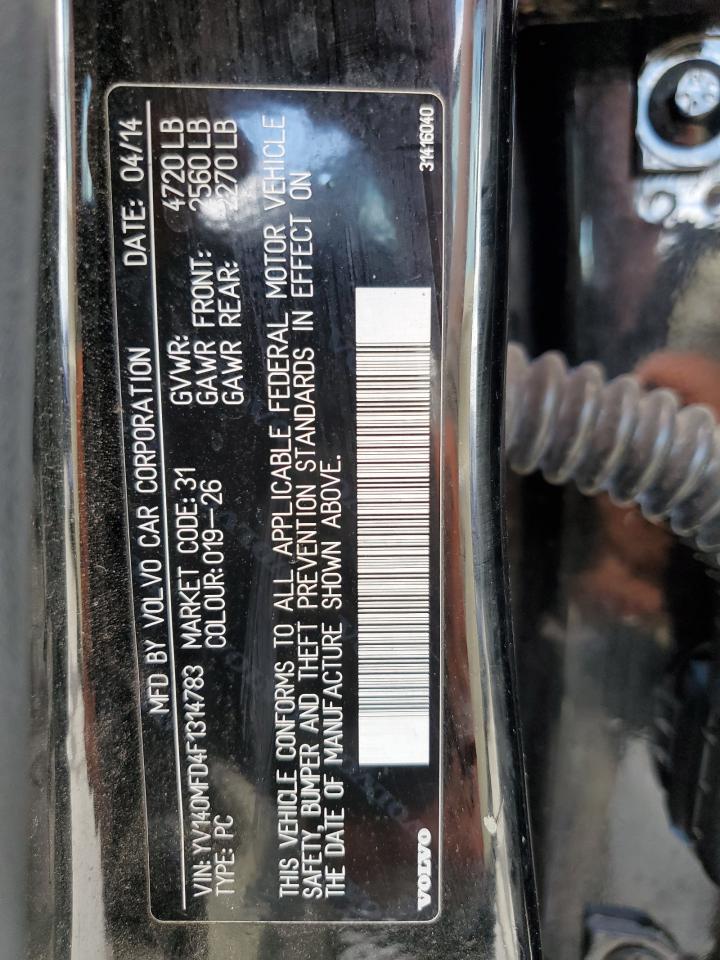 MFD BY VOLVO CAR CORPORATION DATE: 04/14
VIN: YV140MFD4F1314783 MARKET CODE: 31 GVWR: 4720 LB
TYPE: PC COLOUR: 019—26 GAWR FRONT: 2560 LB
GAWR REAR: 2270 LB
THIS VEHICLE CONFORMS TO ALL APPLICABLE FEDERAL MOTOR VEHICLE
SAFETY, BUMPER AND THEFT PREVENTION STANDARDS IN EFFECT ON
THE DATE OF MANUFACTURE SHOWN ABOVE.
VOLVO 31416040